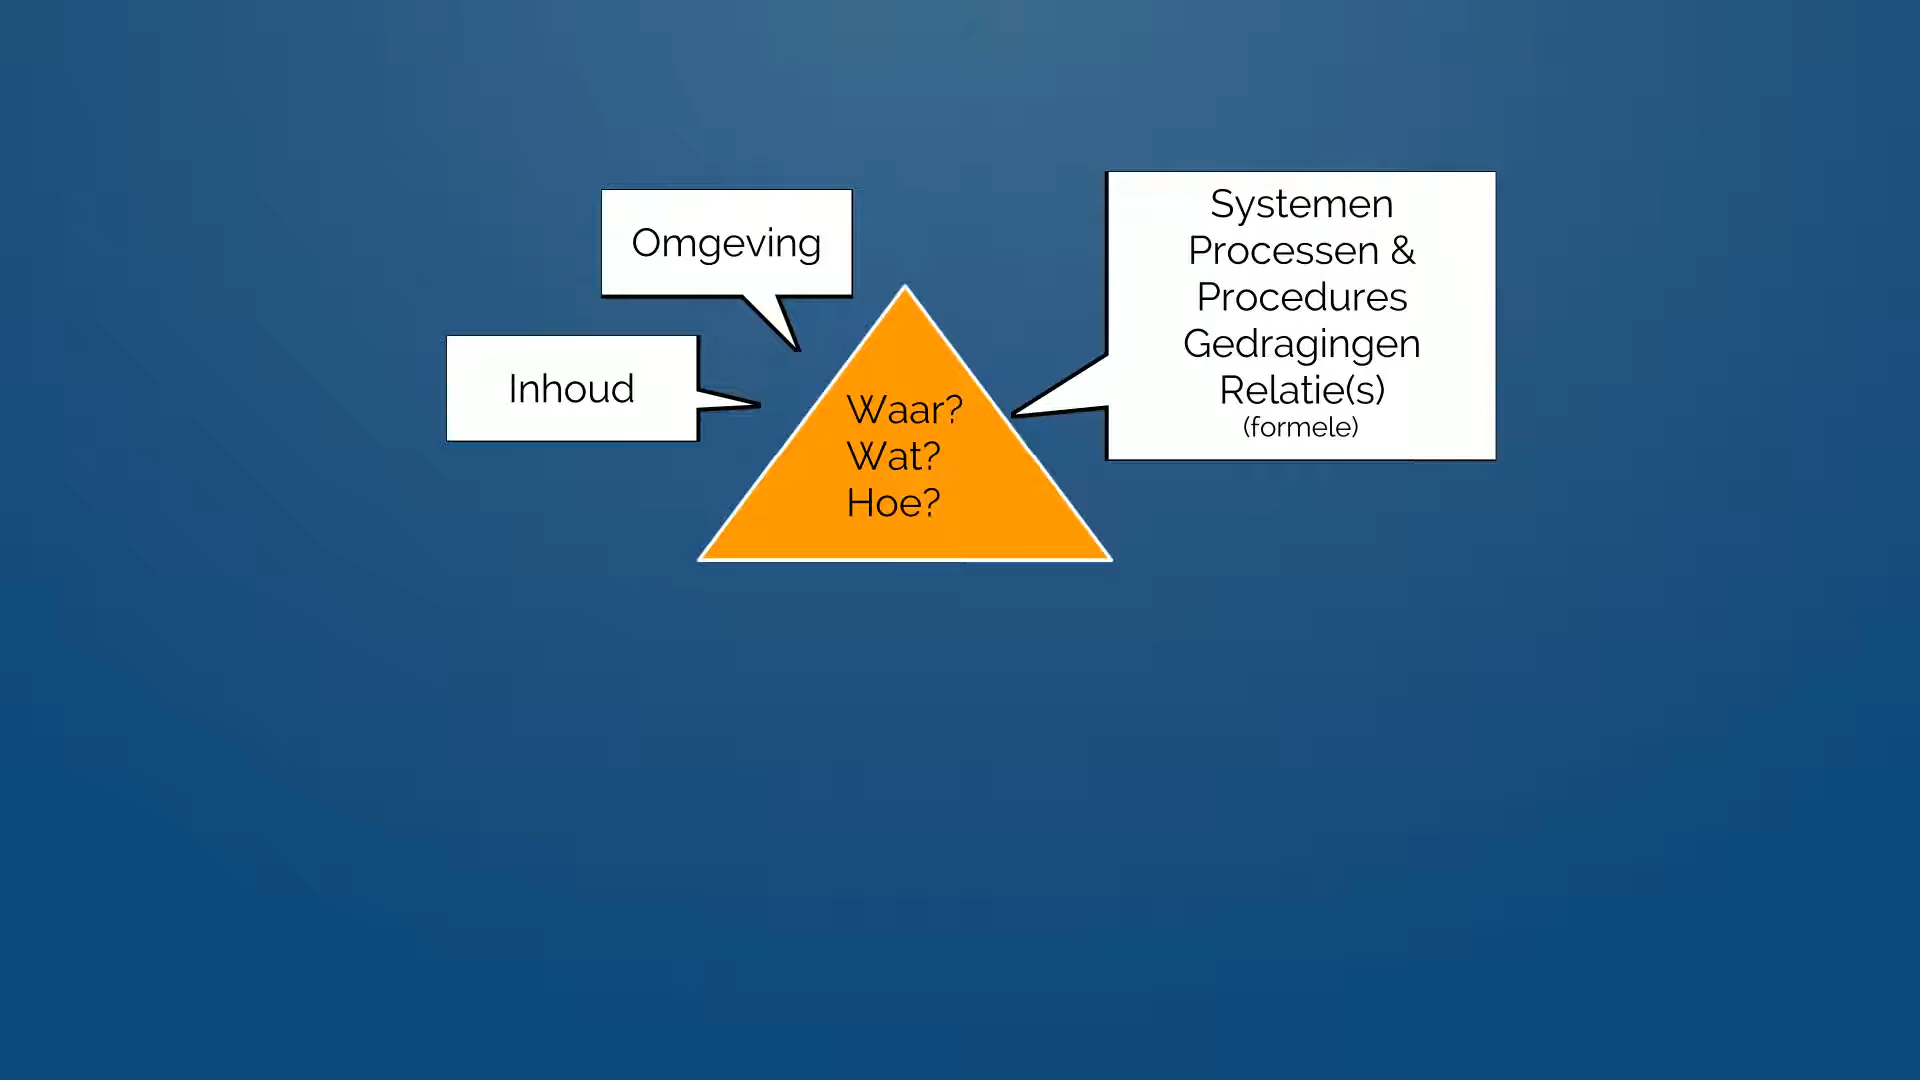 Omgeving
Inhoud
Waar?
Wat?
Hoe?
Systemen
Processen &
Procedures
Gedragingen
Relatie(s)
(formele)